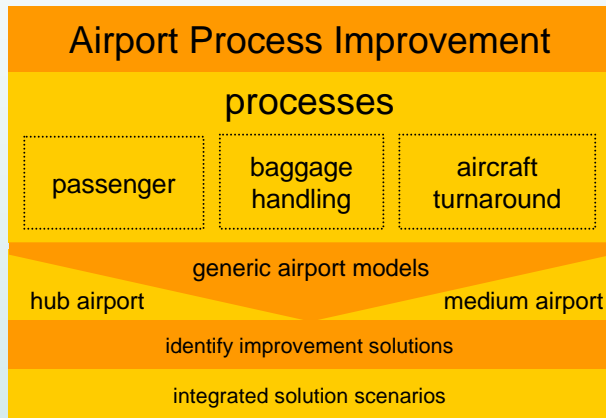 Airport Process Improvement
processes
passenger
baggage
handling
aircraft
turnaround
generic airport models
hub airport
medium airport
identify improvement solutions
integrated solution scenarios